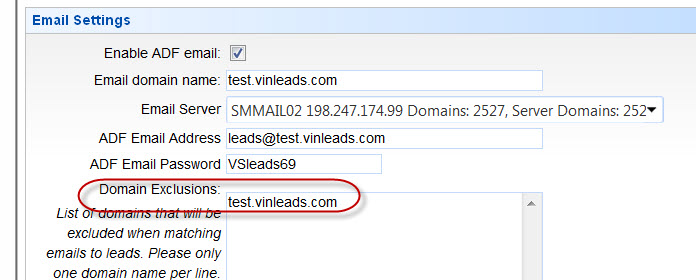 Email Settings
Enable ADF email:
Email domain name: test.vinleads.com
Email Server SMMAIL02 198.247.174.99 Domains: 2527, Server Domains: 252
ADF Email Address leads@test.vinleads.com
ADF Email Password VSleads69
Domain Exclusions: test.vinleads.com
List of domains that will be
excluded when matching
emails to leads. Please only
one domain name per line.